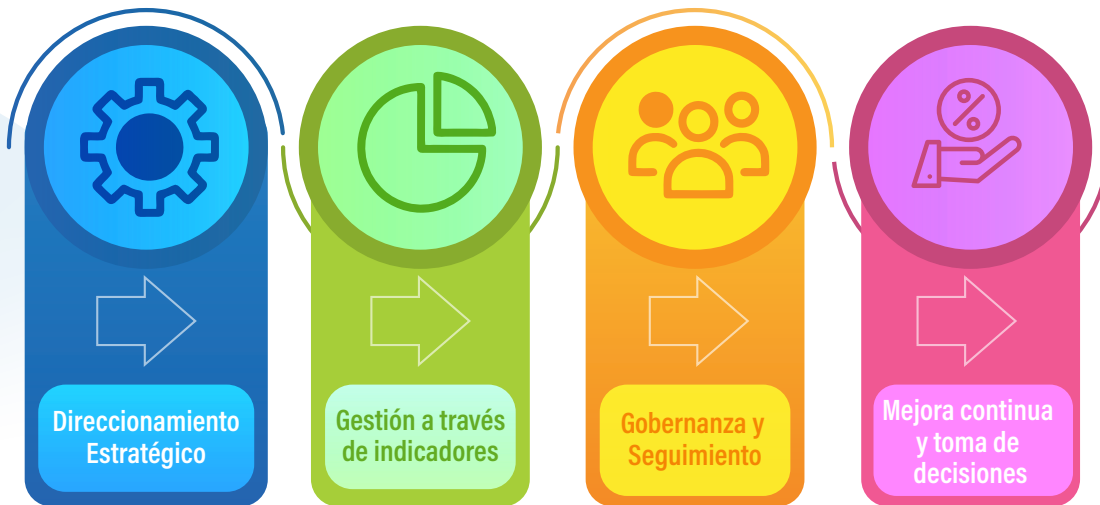 Direccionamiento
Estratégico
Gestión a través
de indicadores
Gobernanza y
Seguimiento
Mejora continua
y toma de
decisiones
%